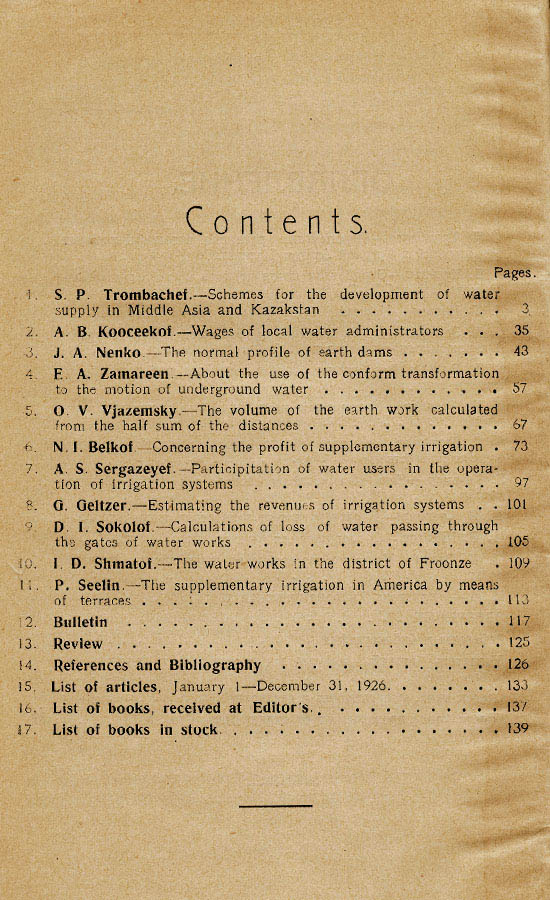 Contents.
Pages.
1. S. P. Trombachef.—Schemes for the development of water
supply in Middle Asia and Kazakstan . . . . . . . . . . . 3
2. A. B. Kooceekof.—Wages of local water administrators . . . 35
3. J. A. Nenko.—The normal profile of earth dams . . . . . . . 43
4. E. A. Zamareen.—About the use of the conform transformation
to the motion of underground water . . . . . . . . . . . . 57
5. O. V. Vjazemsky.—The volume of the earth work calculated
from the half sum of the distances . . . . . . . . . . . . . 67
6. N. I. Belkof.—Concerning the profit of supplementary irrigation . 73
7. A. S. Sergazeyef.—Participitation of water users in the opera-
tion of irrigation systems . . . . . . . . . . . . . . . . . 97
8. G. Geltzer.—Estimating the revenues of irrigation systems . . 101
9. D. I. Sokolof.—Calculations of loss of water passing through
the gates of water works . . . . . . . . . . . . . . . . . 105
10. I. D. Shmatof.—The water works in the district of Froonze . 109
11. P. Seelin.—The supplementary irrigation in America by means
of terraces . . . . . . . . . . . . . . . . . . . . . . . 113
12. Bulletin . . . . . . . . . . . . . . . . . . . . . . . . 117
13. Review . . . . . . . . . . . . . . . . . . . . . . . . . 125
14. References and Bibliography . . . . . . . . . . . . . . 126
15. List of articles, January 1—December 31, 1926. . . . . . . . 133
16. List of books, received at Editor's. . . . . . . . . . . . . 137
17. List of books in stock. . . . . . . . . . . . . . . . . . . 139